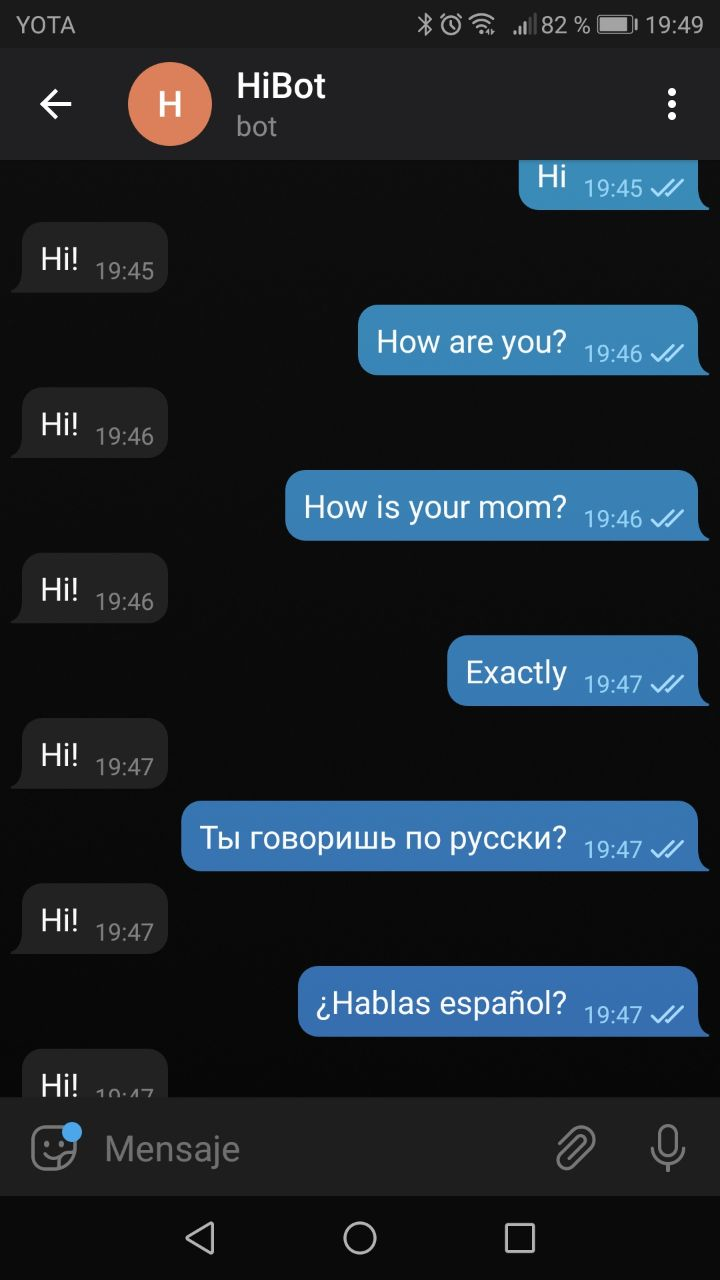 YOTA 82 % 19:49
H
HiBot
bot
Hi 19:45
Hi! 19:45
How are you? 19:46
Hi! 19:46
How is your mom? 19:46
Hi! 19:46
Exactly 19:47
Hi! 19:47
Ты говоришь по русски? 19:47
Hi! 19:47
¿Hablas español? 19:47
Hi! 19:47
Mensaje